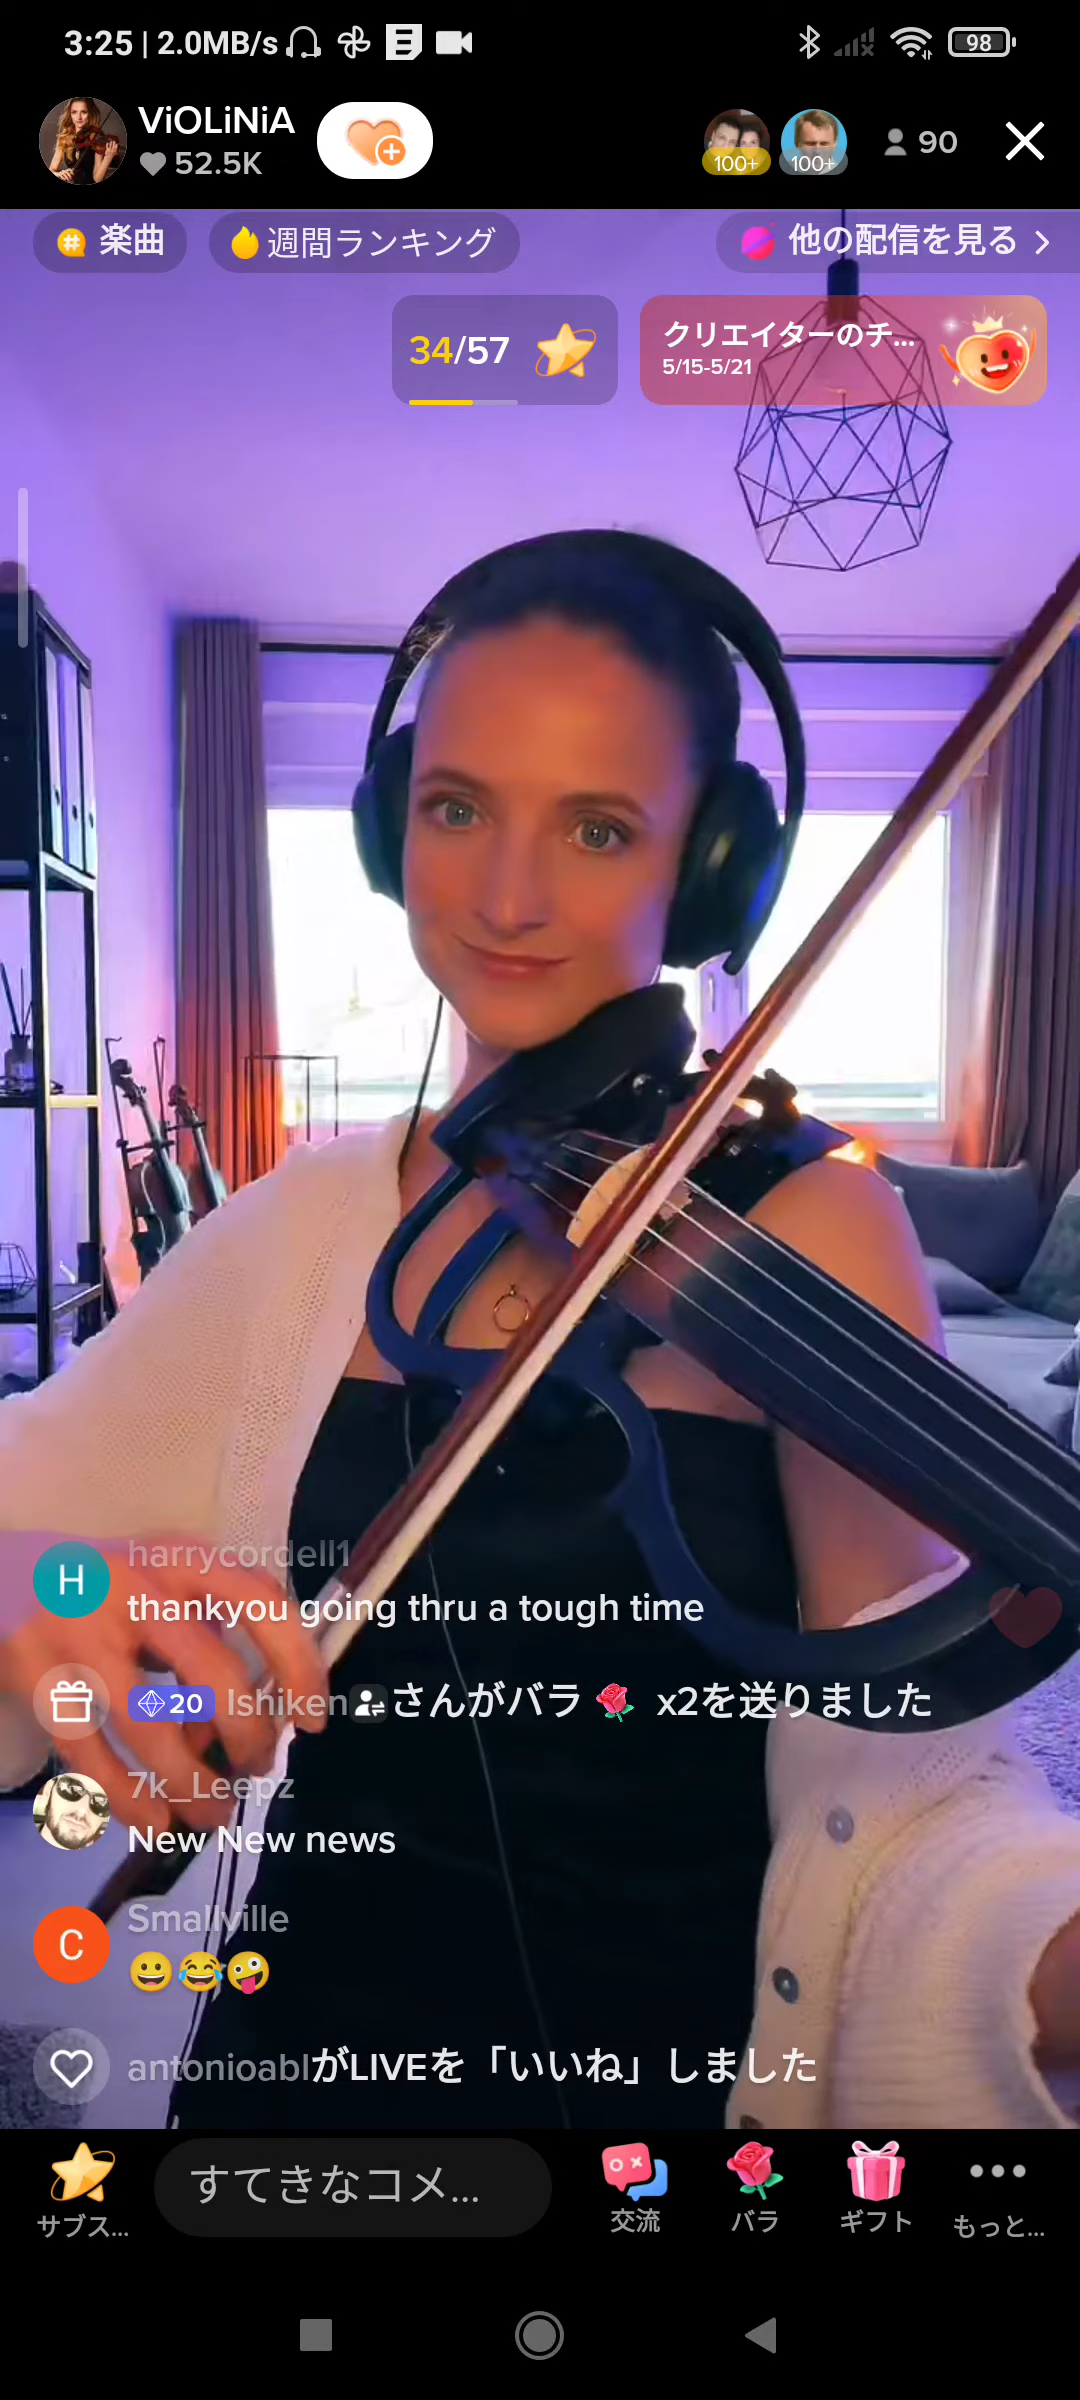 3:25 | 2.0MB/s
98
ViOLiNiA
52.5K
100+
100+
90
楽曲
週間ランキング
他の配信を見る
34/57
クリエイターのチ...
5/15-5/21
harrycordell1
H
thankyou going thru a tough time
20 Ishikenさんがバラ x2を送りました
7k_Leepz
New New news
Smallville
C
antonioablがLIVEを「いいね」しました
サブス...
すてきなコメ...
交流
バラ
ギフト
もっと...